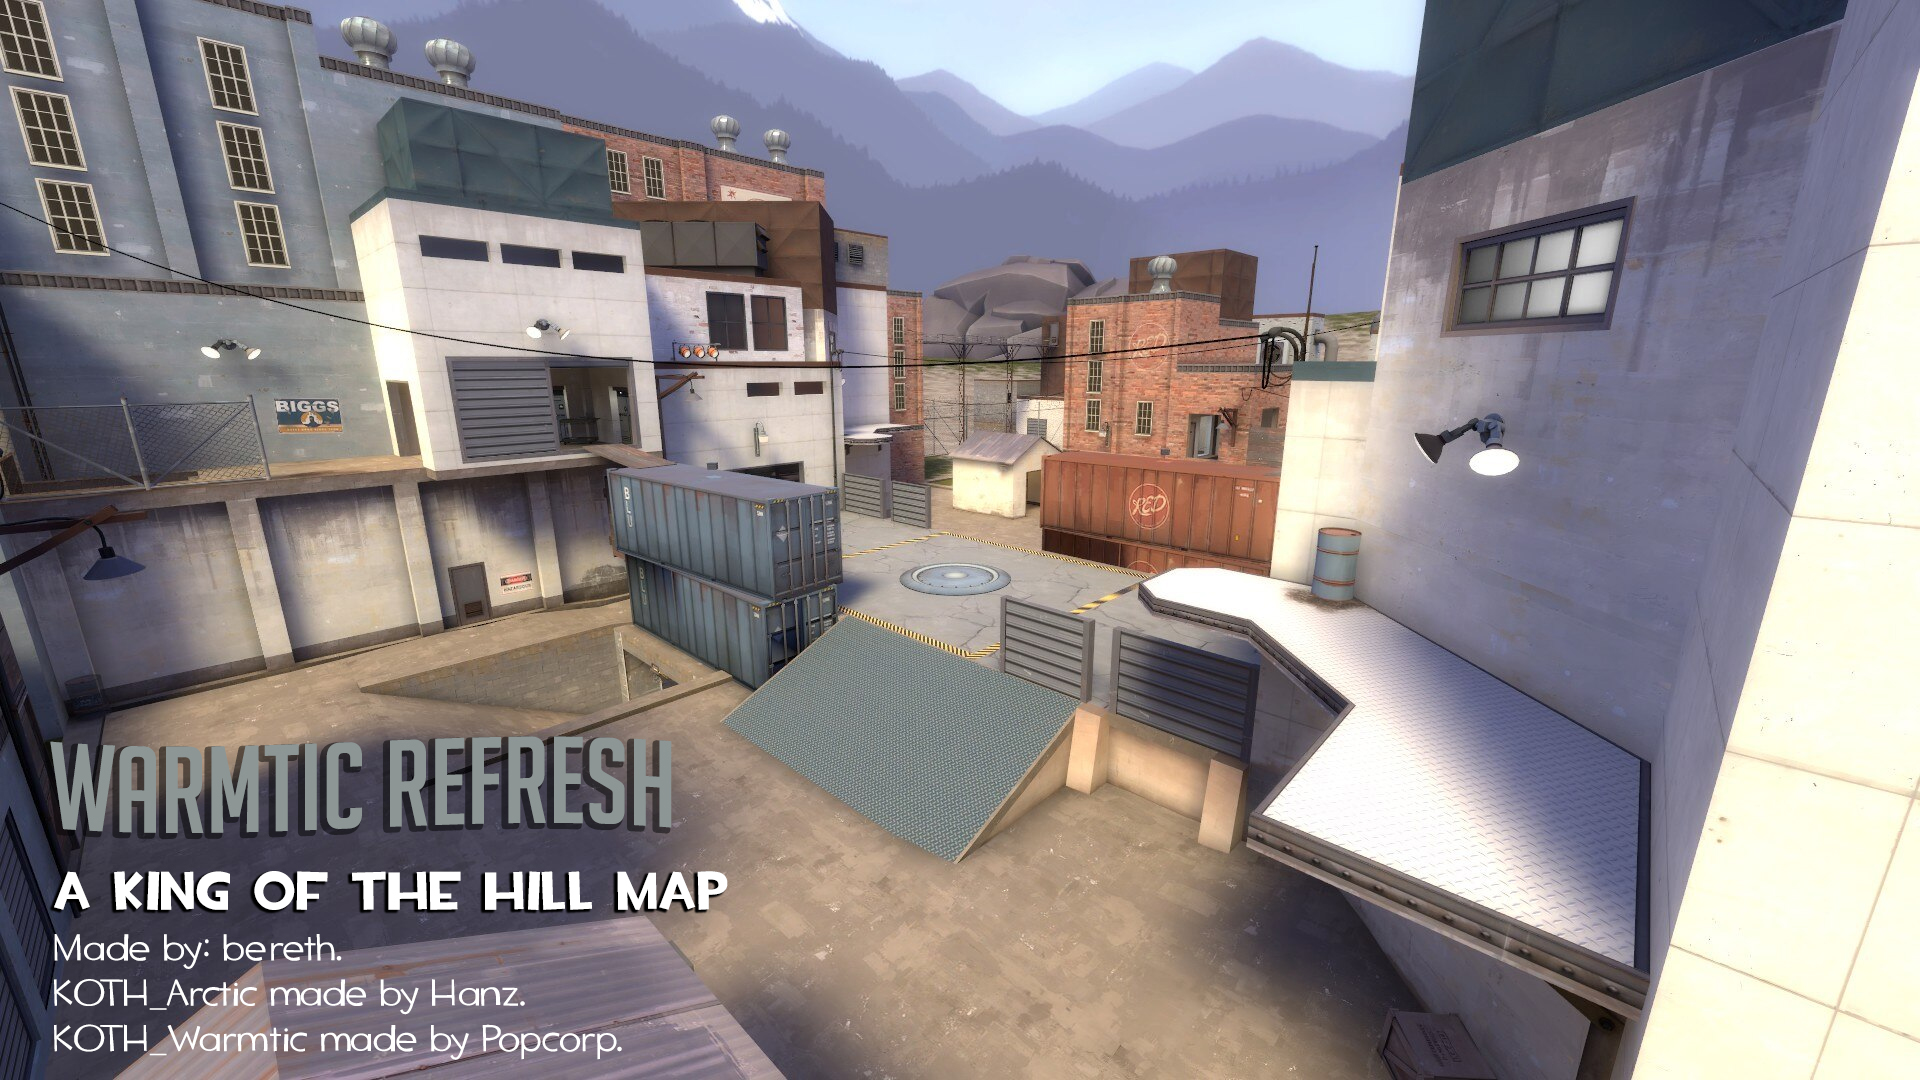 BIGGS
RED
BLU
RED
DANGER
WARMTIC REFRESH
A KING OF THE HILL MAP
Made by: bereth.
KOTH_Arctic made by Hanz.
KOTH_Warmtic made by Popcorp.